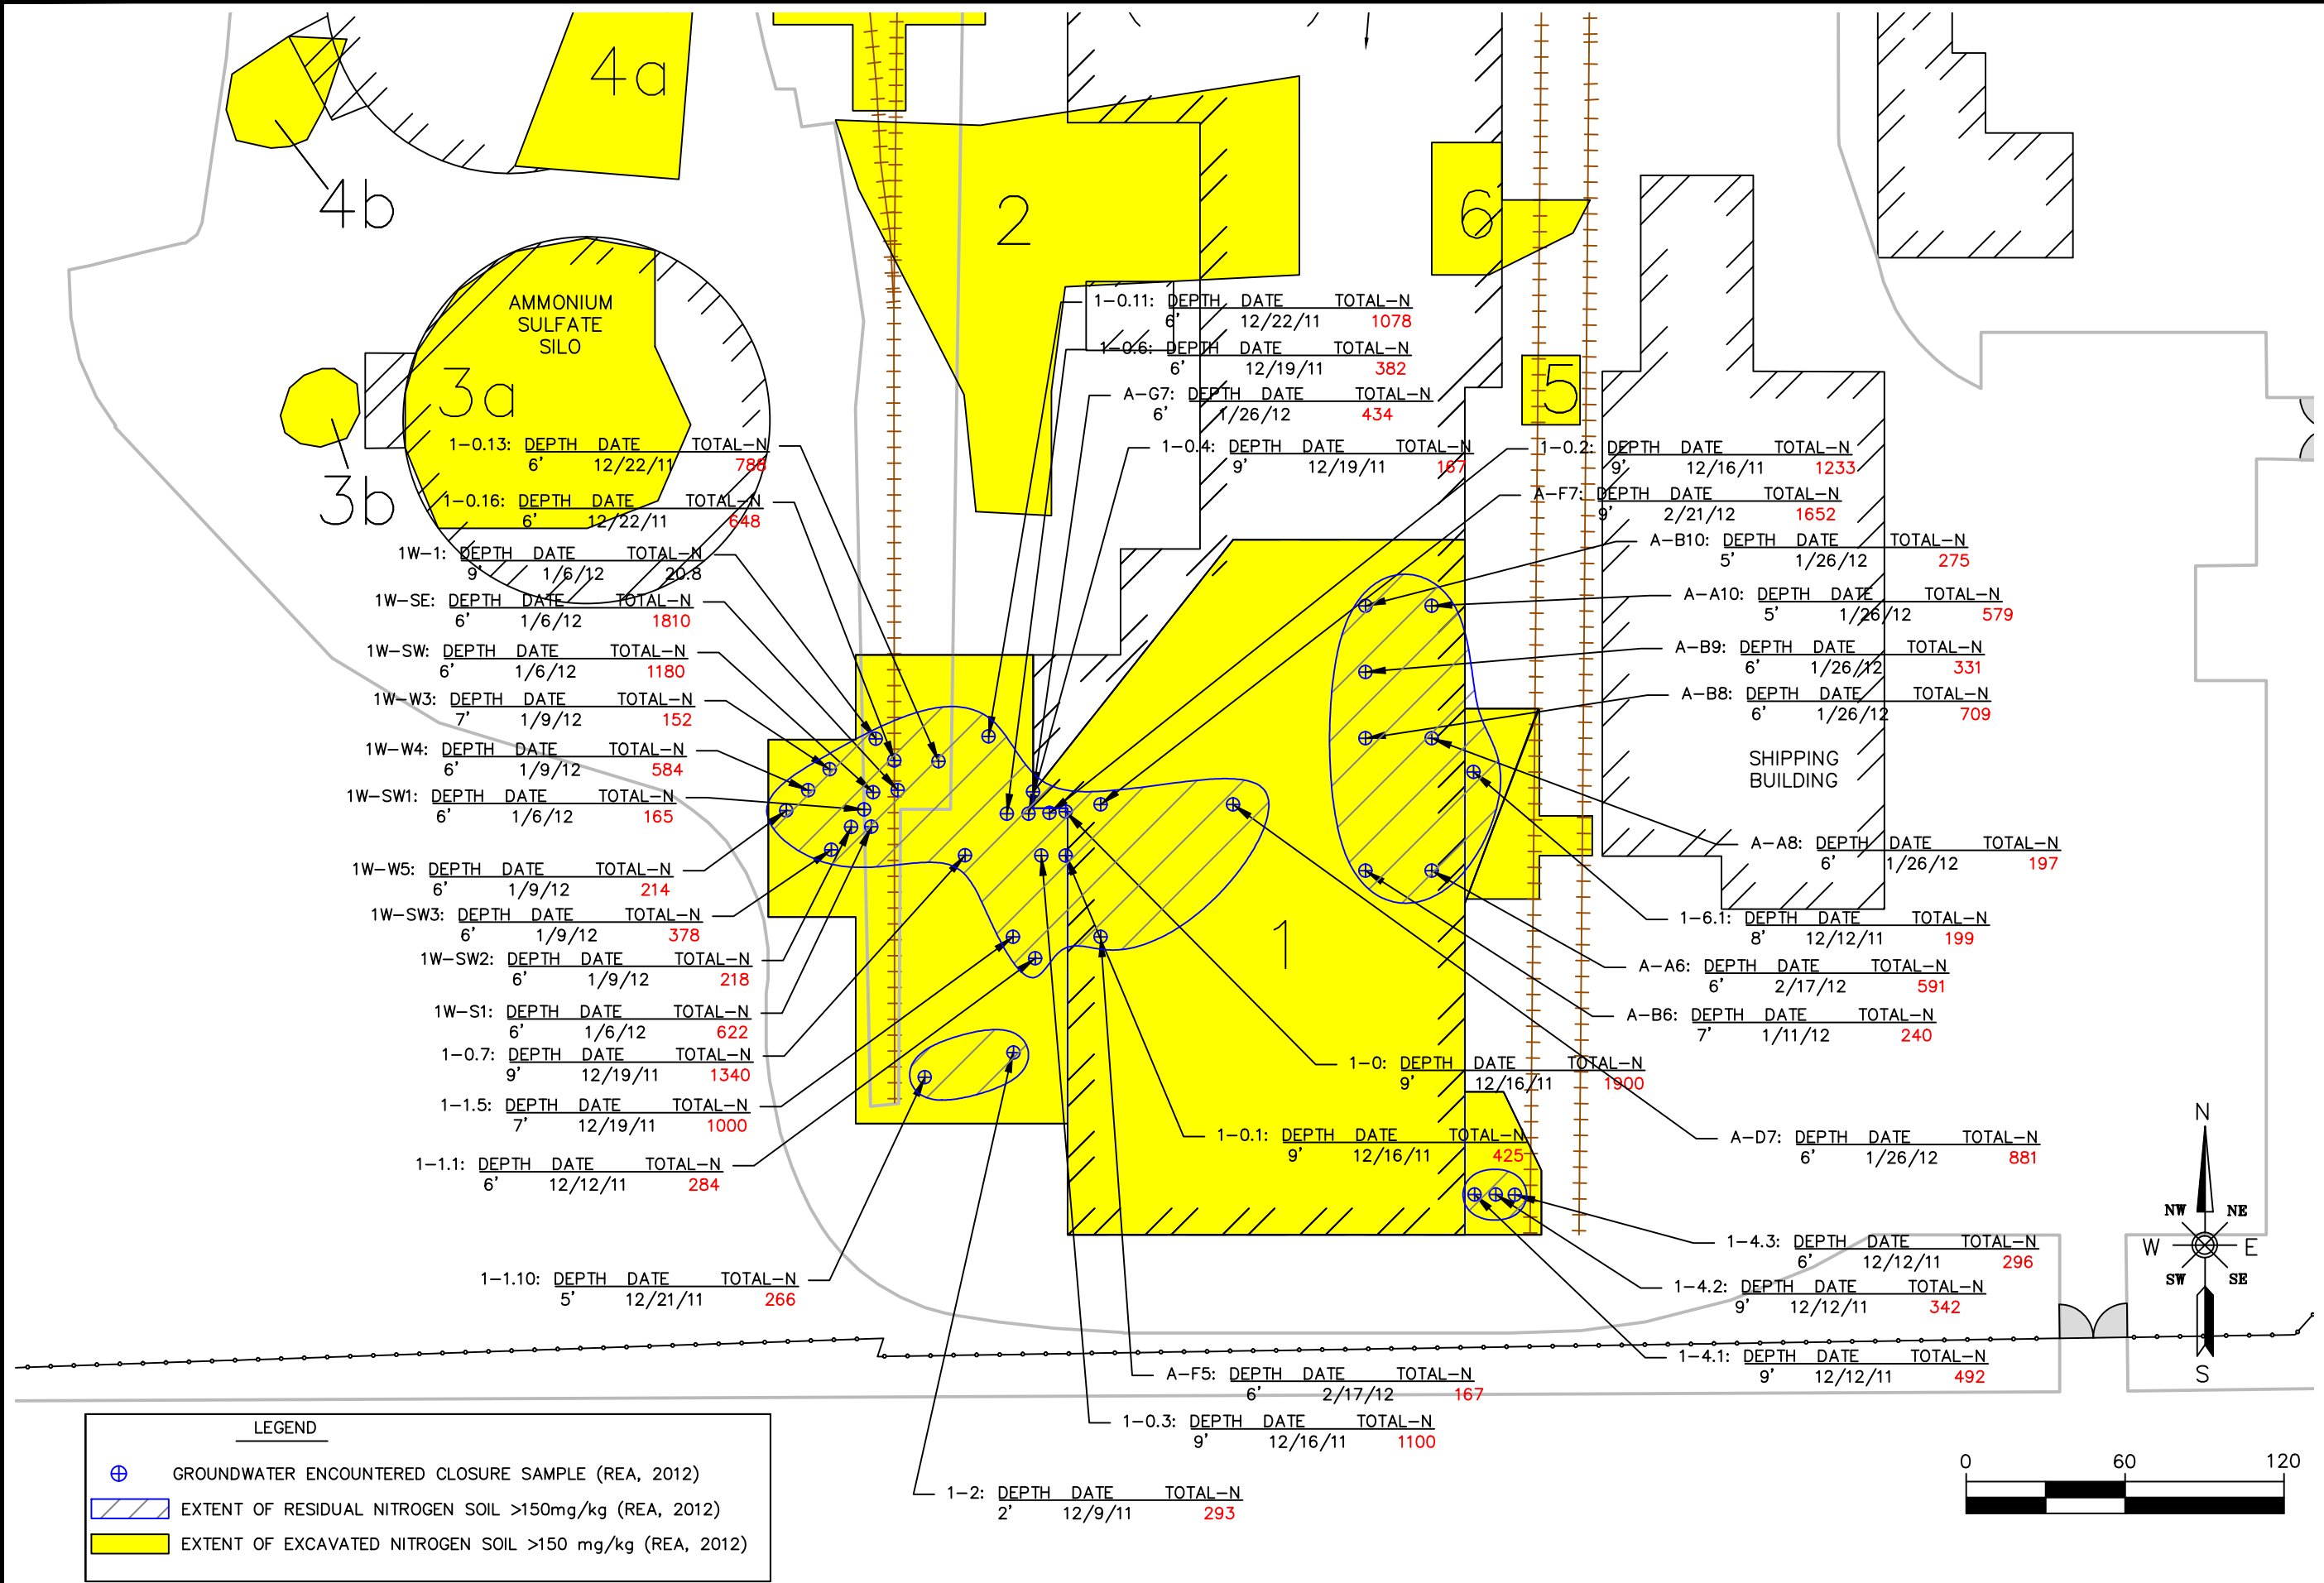 4a
4b
2
6
AMMONIUM
SULFATE
SILO
3a
3b
5
1-0.11: DEPTH DATE TOTAL-N
6' 12/22/11 1078
1-0.6: DEPTH DATE TOTAL-N
6' 12/19/11 382
A-G7: DEPTH DATE TOTAL-N
6' 1/26/12 434
1-0.4: DEPTH DATE TOTAL-N
9' 12/19/11 167
1-0.2: DEPTH DATE TOTAL-N
9' 12/16/11 1233
A-F7: DEPTH DATE TOTAL-N
9' 2/21/12 1652
A-B10: DEPTH DATE TOTAL-N
5' 1/26/12 275
A-A10: DEPTH DATE TOTAL-N
5' 1/26/12 579
A-B9: DEPTH DATE TOTAL-N
6' 1/26/12 331
A-B8: DEPTH DATE TOTAL-N
6' 1/26/12 709
SHIPPING
BUILDING
A-A8: DEPTH DATE TOTAL-N
6' 1/26/12 197
1-6.1: DEPTH DATE TOTAL-N
8' 12/12/11 199
A-A6: DEPTH DATE TOTAL-N
6' 2/17/12 591
A-B6: DEPTH DATE TOTAL-N
7' 1/11/12 240
1-0: DEPTH DATE TOTAL-N
9' 12/16/11 1900
1-0.1: DEPTH DATE TOTAL-N
9' 12/16/11 425
A-D7: DEPTH DATE TOTAL-N
6' 1/26/12 881
1-4.3: DEPTH DATE TOTAL-N
6' 12/12/11 296
1-4.2: DEPTH DATE TOTAL-N
9' 12/12/11 342
1-4.1: DEPTH DATE TOTAL-N
9' 12/12/11 492
1-0.13: DEPTH DATE TOTAL-N
6' 12/22/11 788
1-0.16: DEPTH DATE TOTAL-N
6' 12/22/11 648
1W-1: DEPTH DATE TOTAL-N
9' 1/6/12 20.8
1W-SE: DEPTH DATE TOTAL-N
6' 1/6/12 1810
1W-SW: DEPTH DATE TOTAL-N
6' 1/6/12 1180
1W-W3: DEPTH DATE TOTAL-N
7' 1/9/12 152
1W-W4: DEPTH DATE TOTAL-N
6' 1/9/12 584
1W-SW1: DEPTH DATE TOTAL-N
6' 1/6/12 165
1W-W5: DEPTH DATE TOTAL-N
6' 1/9/12 214
1W-SW3: DEPTH DATE TOTAL-N
6' 1/9/12 378
1W-SW2: DEPTH DATE TOTAL-N
6' 1/9/12 218
1W-S1: DEPTH DATE TOTAL-N
6' 1/6/12 622
1-0.7: DEPTH DATE TOTAL-N
9' 12/19/11 1340
1-1.5: DEPTH DATE TOTAL-N
7' 12/19/11 1000
1-1.1: DEPTH DATE TOTAL-N
6' 12/12/11 284
1-1.10: DEPTH DATE TOTAL-N
5' 12/21/11 266
1
A-F5: DEPTH DATE TOTAL-N
6' 2/17/12 167
1-0.3: DEPTH DATE TOTAL-N
9' 12/16/11 1100
1-2: DEPTH DATE TOTAL-N
2' 12/9/11 293
N
NW NE
W E
SW SE
S
0 60 120
LEGEND
GROUNDWATER ENCOUNTERED CLOSURE SAMPLE (REA, 2012)
EXTENT OF RESIDUAL NITROGEN SOIL >150mg/kg (REA, 2012)
EXTENT OF EXCAVATED NITROGEN SOIL >150 mg/kg (REA, 2012)